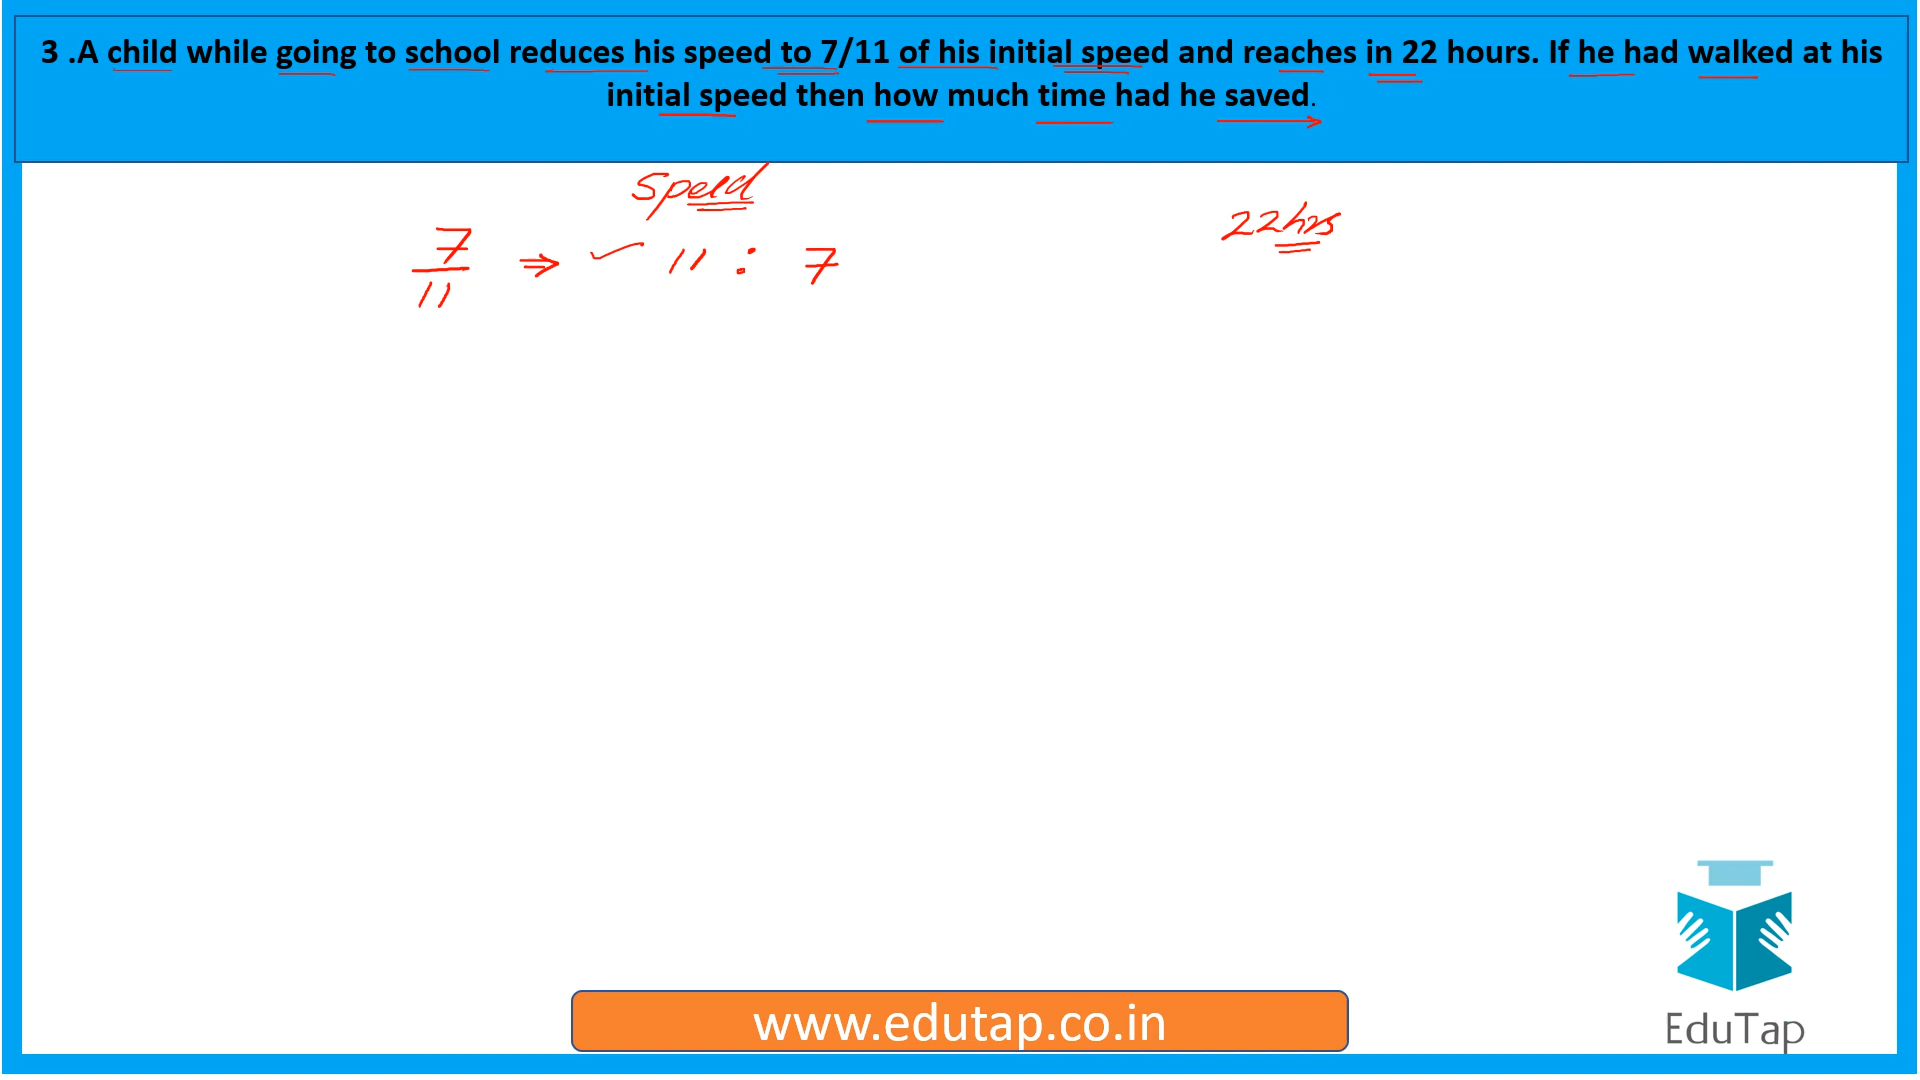 3 .A child while going to school reduces his speed to 7/11 of his initial speed and reaches in 22 hours. If he had walked at his
initial speed then how much time had he saved.
Speed
22hrs
7/11 ⇒ ✓ 11 : 7
www.edutap.co.in
EduTap